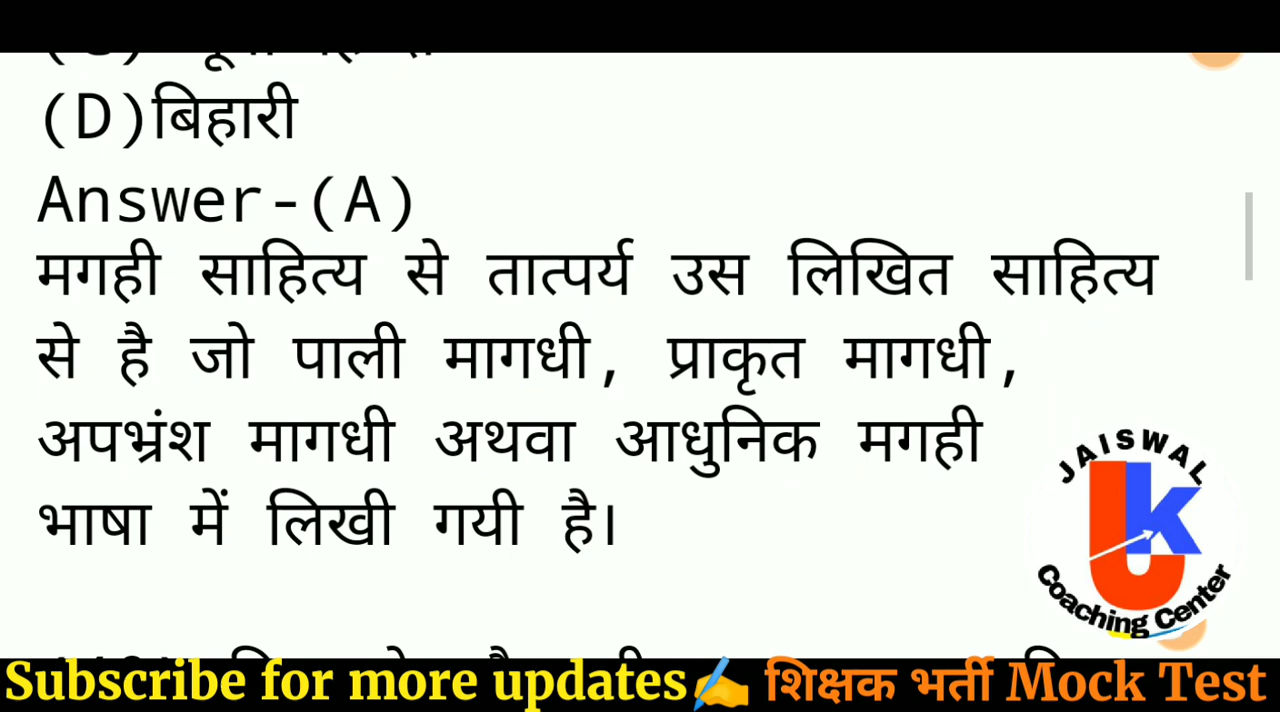 (D)बिहारी
Answer-(A)
मगही साहित्य से तात्पर्य उस लिखित साहित्य
से है जो पाली मागधी, प्राकृत मागधी,
अपभ्रंश मागधी अथवा आधुनिक मगही
भाषा में लिखी गयी है।
JAISWAL
JK
Coaching Center
Subscribe for more updates✍️ शिक्षक भर्ती Mock Test